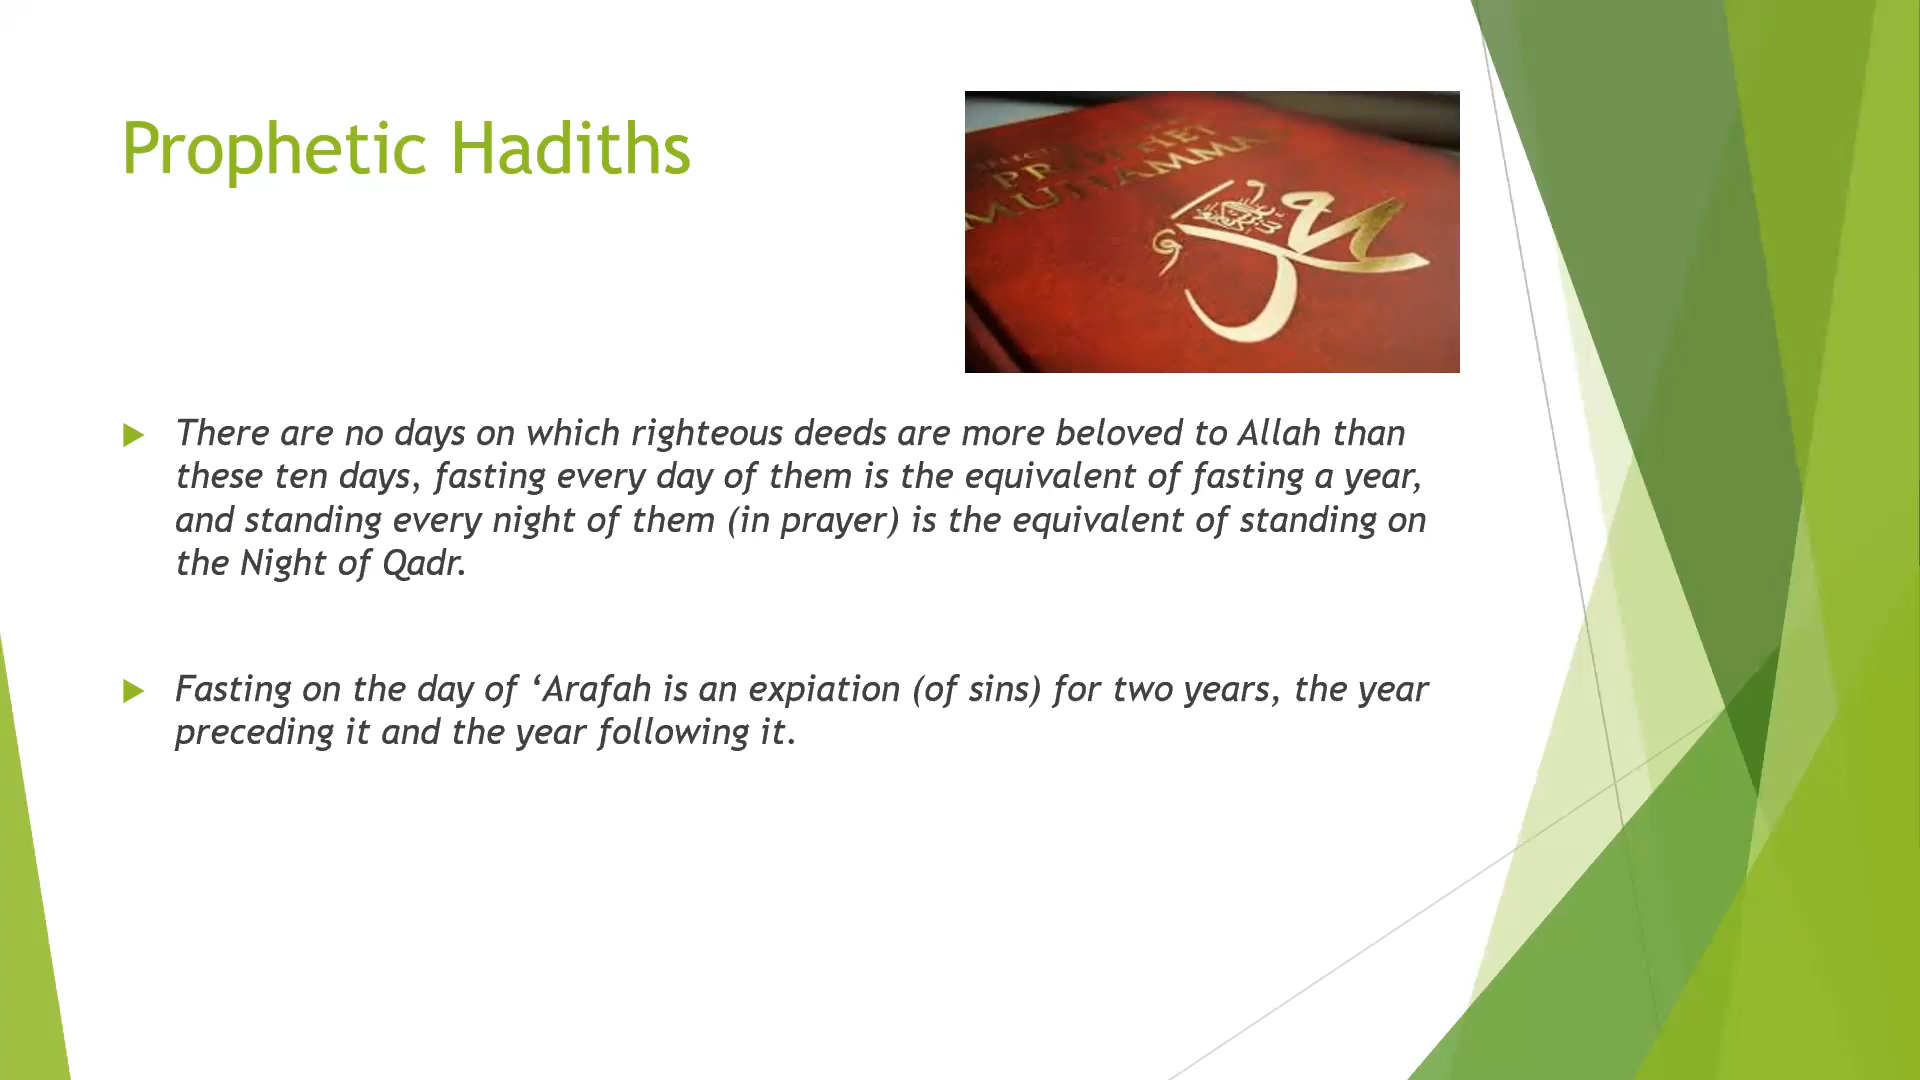 Prophetic Hadiths
MUHAMMAD
There are no days on which righteous deeds are more beloved to Allah than
these ten days, fasting every day of them is the equivalent of fasting a year,
and standing every night of them (in prayer) is the equivalent of standing on
the Night of Qadr.
Fasting on the day of ‘Arafah is an expiation (of sins) for two years, the year
preceding it and the year following it.